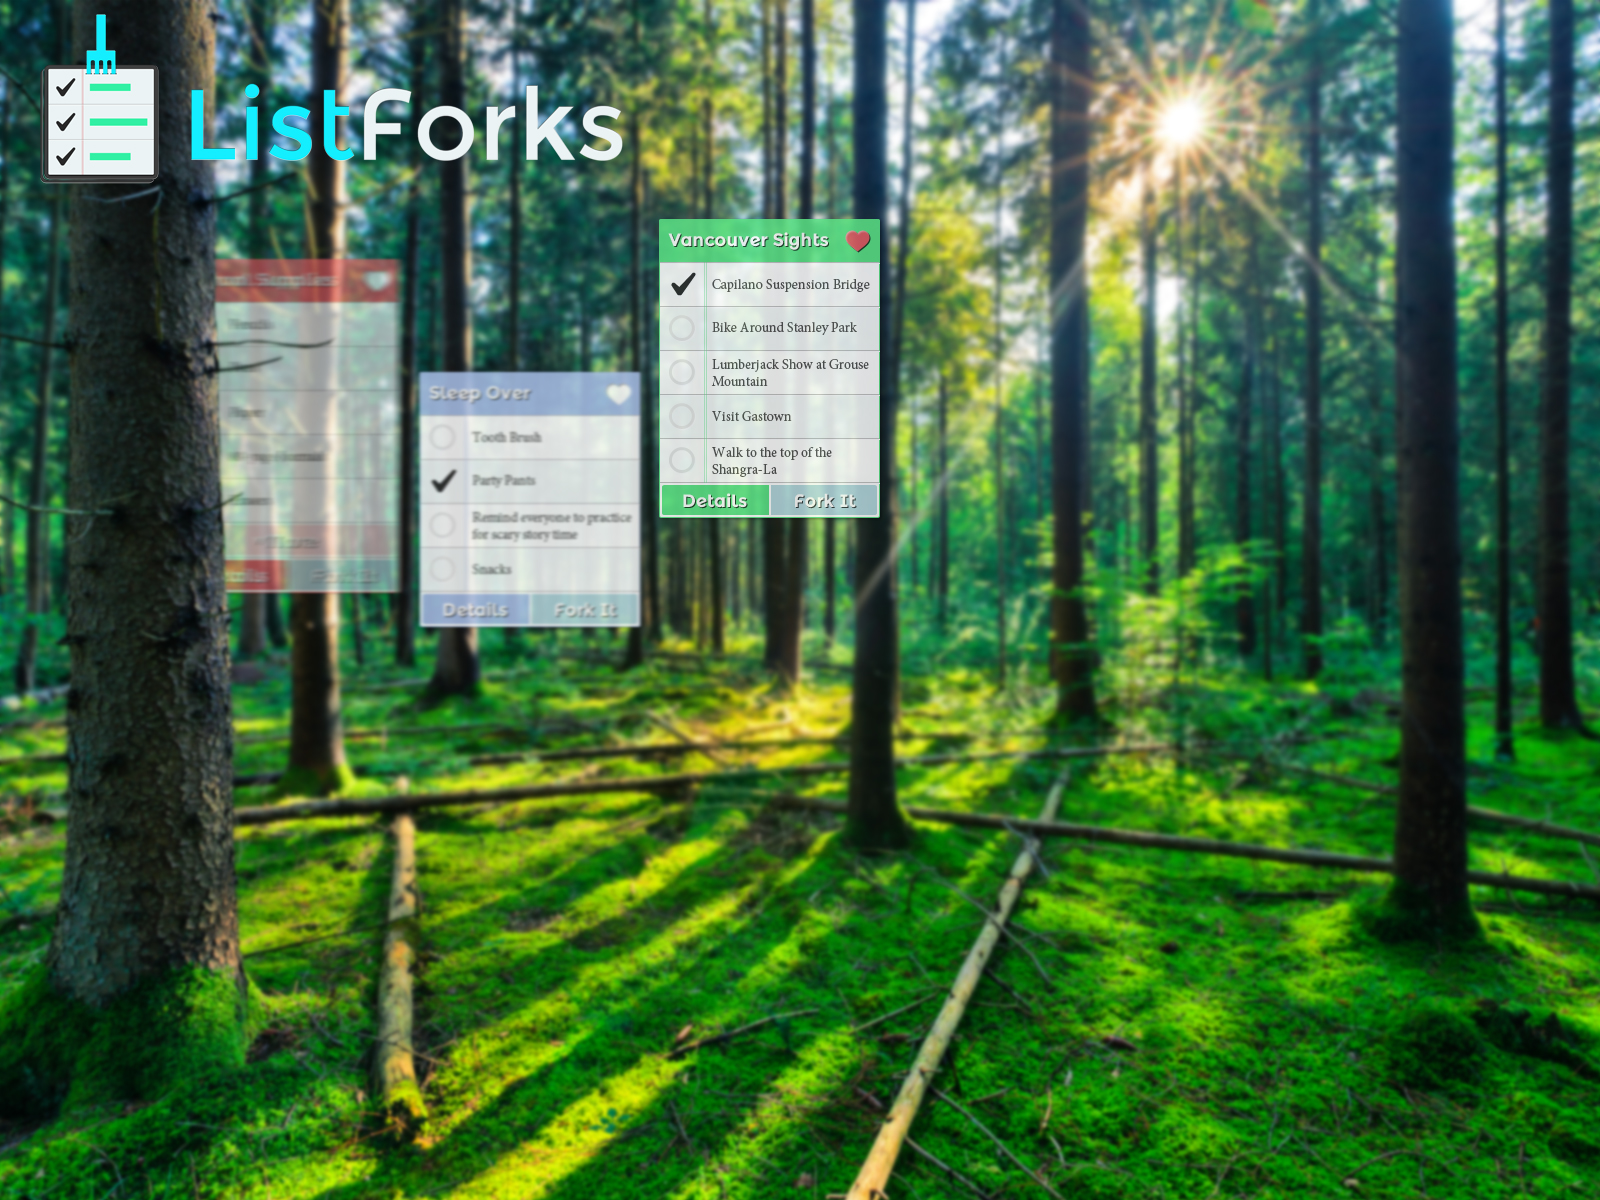 ListForks
Vancouver Sights
Capilano Suspension Bridge
Bike Around Stanley Park
Lumberjack Show at Grouse
Mountain
Visit Gastown
Walk to the top of the
Shangra-La
Details Fork It
Sleep Over
Tooth Brush
Party Pants
Remind everyone to practice
for scary story time
Snacks
Details Fork It